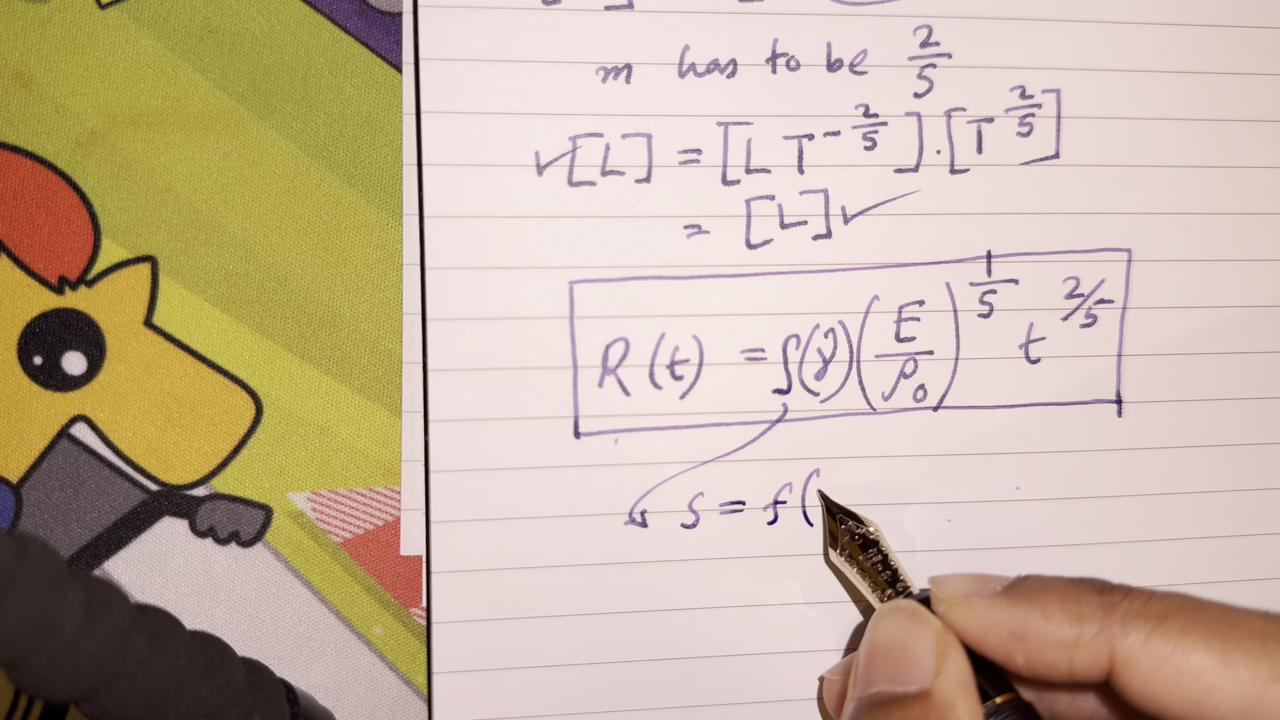 m has to be 2/5
✓[L] = [L T^-2/5].[T^2/5]
= [L]✓
R(t) = S(γ)(E/ρ₀)^1/5 t^2/5
S = f(